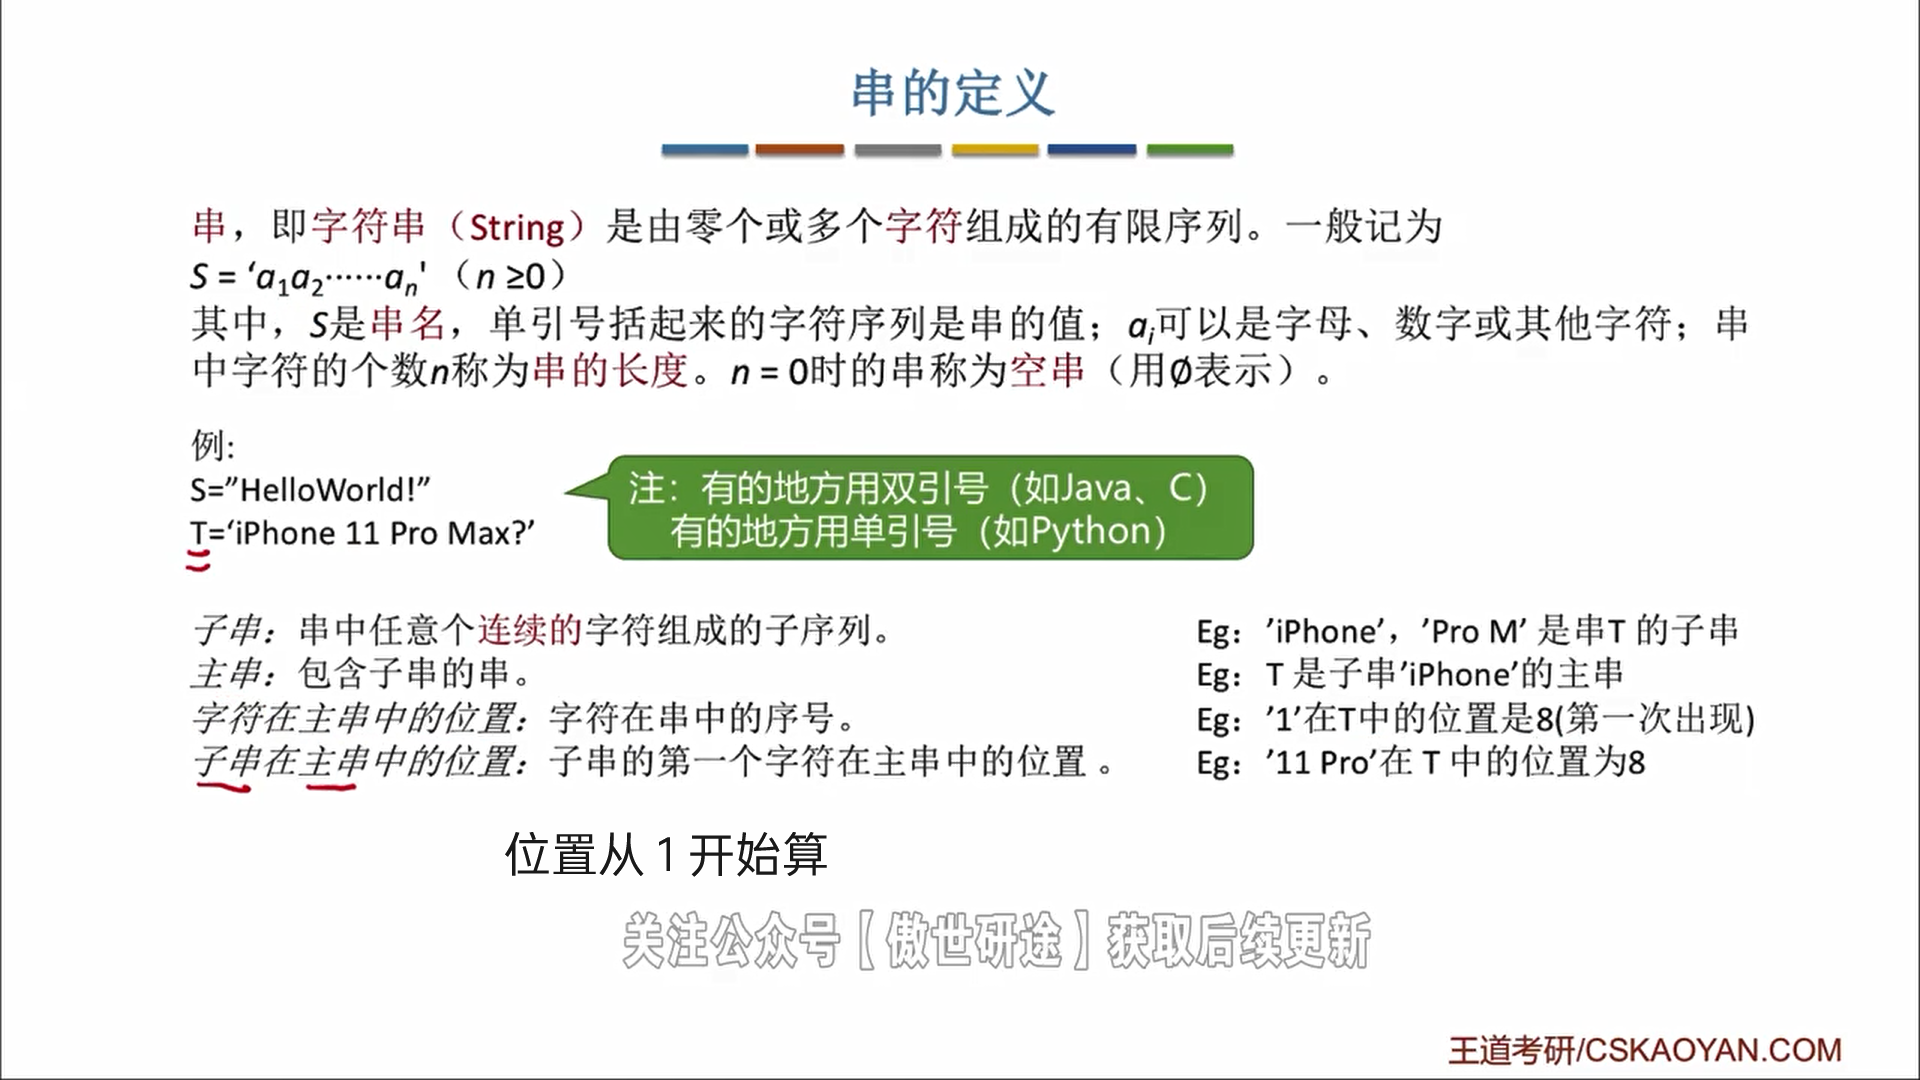 串的定义
串，即字符串（String）是由零个或多个字符组成的有限序列。一般记为
S = ‘a₁a₂······aₙ' （n ≥0）
其中，S是串名，单引号括起来的字符序列是串的值；aᵢ可以是字母、数字或其他字符；串
中字符的个数n称为串的长度。n = 0时的串称为空串（用∅表示）。
例:
S=”HelloWorld!”
T=‘iPhone 11 Pro Max?’
注：有的地方用双引号（如Java、C）
有的地方用单引号（如Python）
子串：串中任意个连续的字符组成的子序列。
Eg：’iPhone’，’Pro M’ 是串T 的子串
主串：包含子串的串。
Eg：T 是子串’iPhone’的主串
字符在主串中的位置：字符在串中的序号。
Eg：’1’在T中的位置是8(第一次出现)
子串在主串中的位置：子串的第一个字符在主串中的位置 。
Eg：’11 Pro’在 T 中的位置为8
位置从 1 开始算
关注公众号【傲世研途】获取后续更新
王道考研/CSKAOYAN.COM